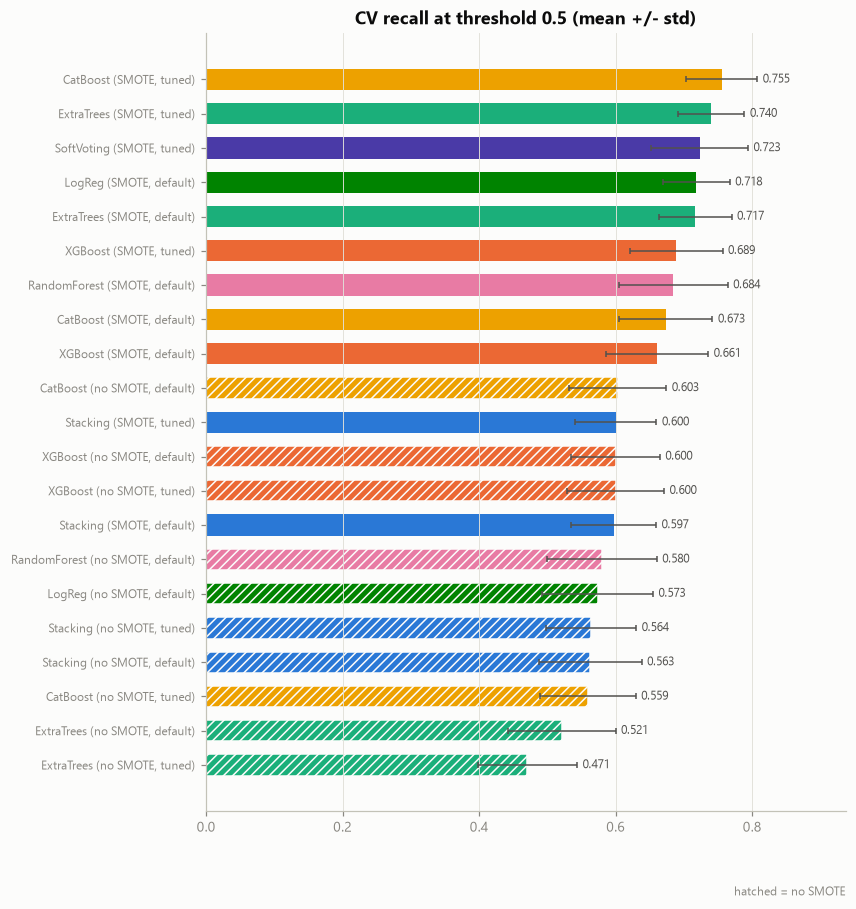 CV recall at threshold 0.5 (mean +/- std)
CatBoost (SMOTE, tuned) 0.755
ExtraTrees (SMOTE, tuned) 0.740
SoftVoting (SMOTE, tuned) 0.723
LogReg (SMOTE, default) 0.718
ExtraTrees (SMOTE, default) 0.717
XGBoost (SMOTE, tuned) 0.689
RandomForest (SMOTE, default) 0.684
CatBoost (SMOTE, default) 0.673
XGBoost (SMOTE, default) 0.661
CatBoost (no SMOTE, default) 0.603
Stacking (SMOTE, tuned) 0.600
XGBoost (no SMOTE, default) 0.600
XGBoost (no SMOTE, tuned) 0.600
Stacking (SMOTE, default) 0.597
RandomForest (no SMOTE, default) 0.580
LogReg (no SMOTE, default) 0.573
Stacking (no SMOTE, tuned) 0.564
Stacking (no SMOTE, default) 0.563
CatBoost (no SMOTE, tuned) 0.559
ExtraTrees (no SMOTE, default) 0.521
ExtraTrees (no SMOTE, tuned) 0.471
0.0 0.2 0.4 0.6 0.8
hatched = no SMOTE